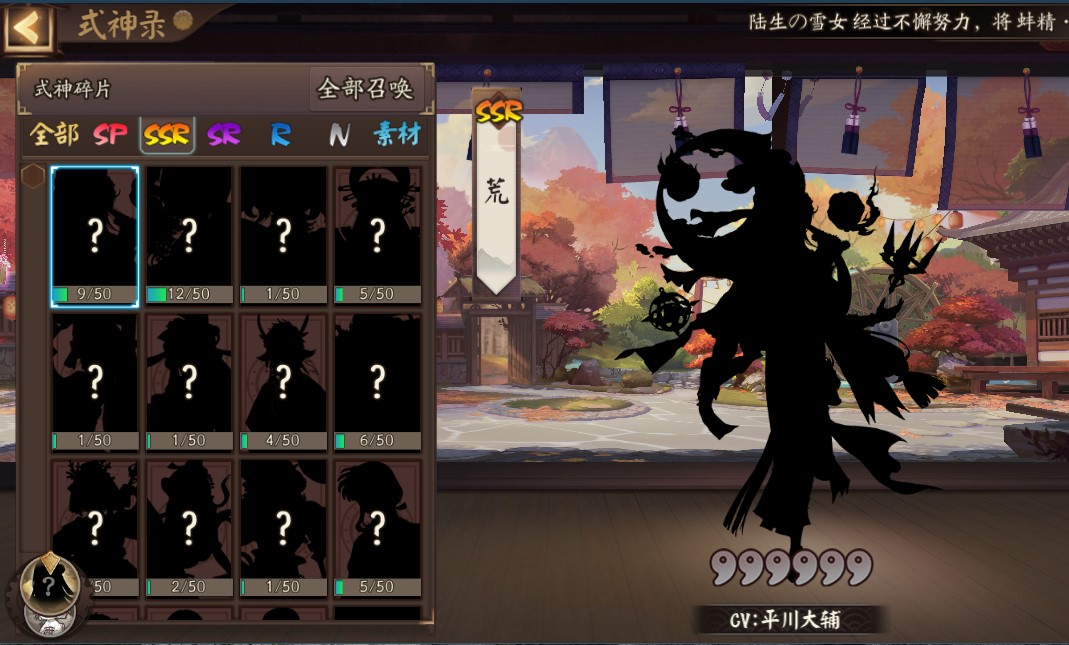 式神录
陆生の雪女 经过不懈努力，将 蚌精·
式神碎片
全部召唤
全部 SP SSR SR R N 素材
SSR
荒
? ? ? ?
9/50 12/50 1/50 5/50
? ? ? ?
1/50 1/50 4/50 6/50
? ? ? ?
/50 2/50 1/50 5/50
?
999999
CV:平川大辅